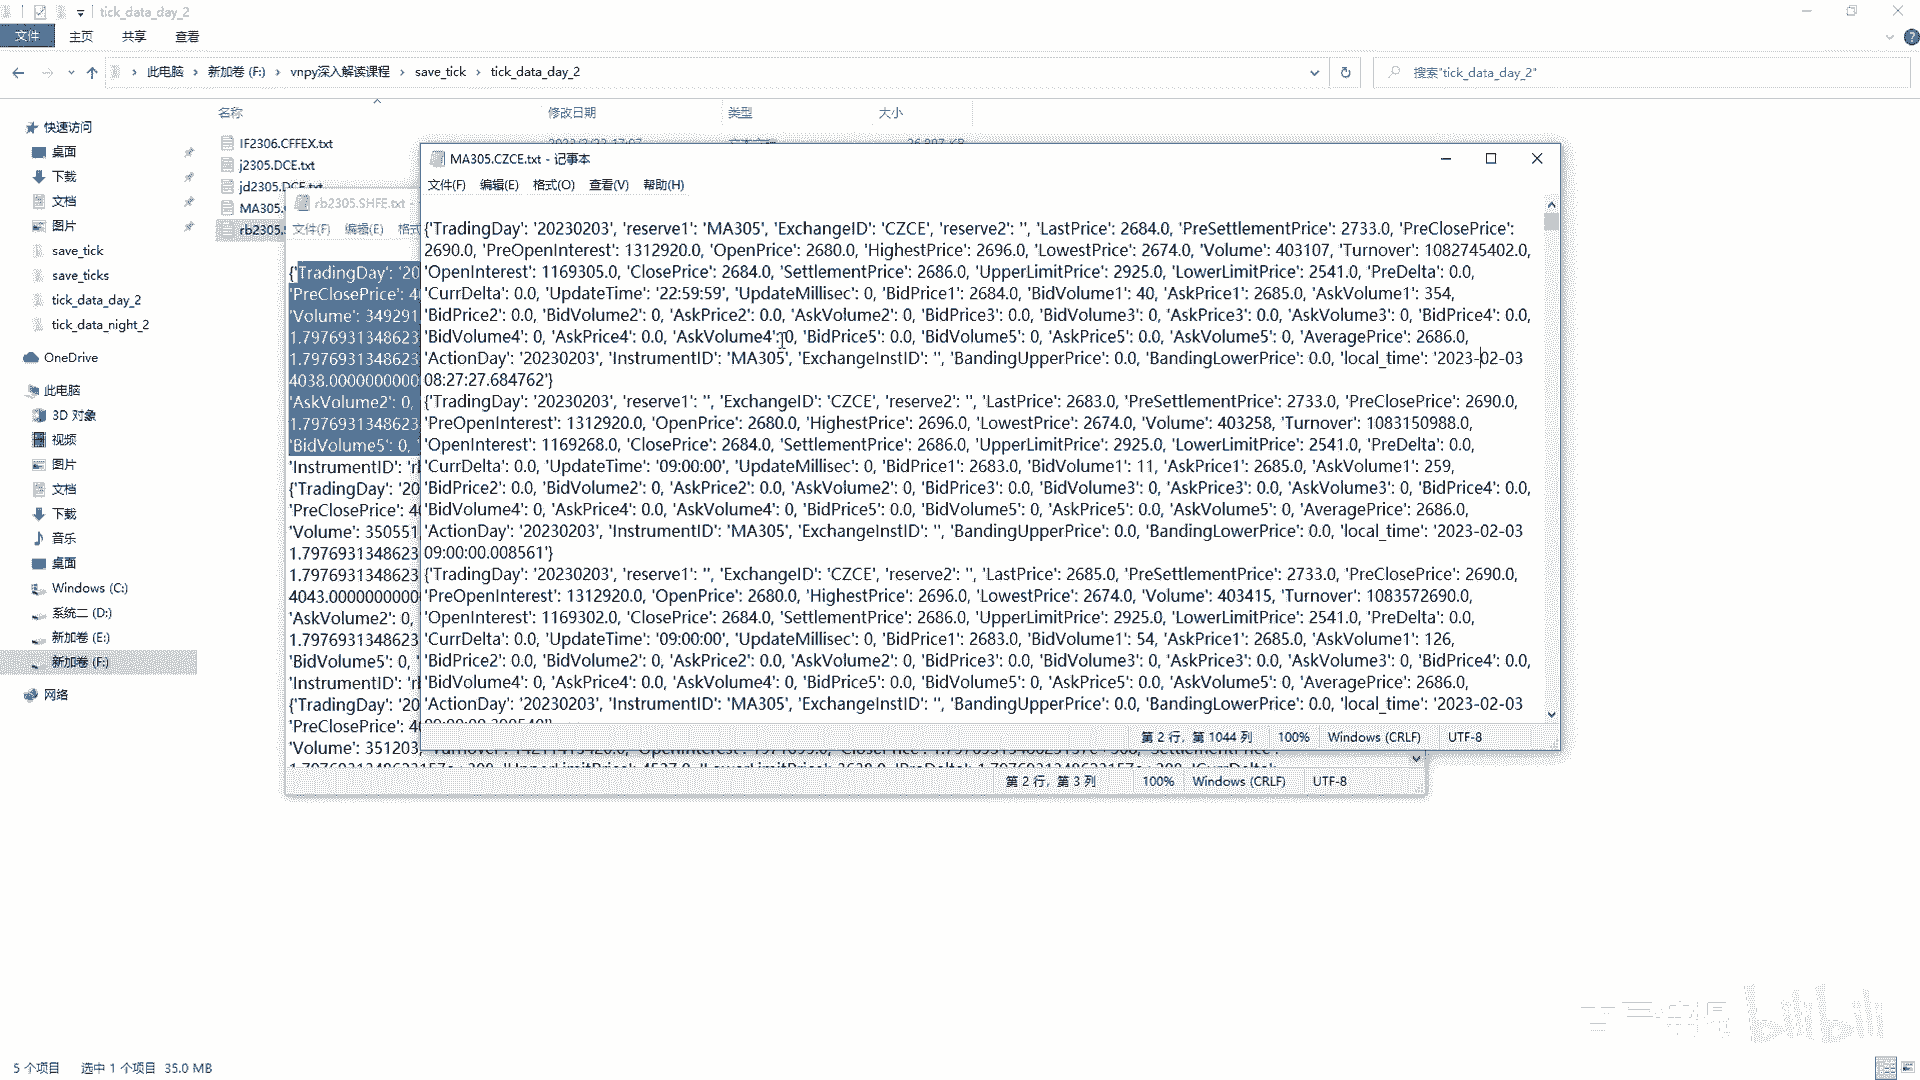 tick_data_day_2
文件
主页
共享
查看
此电脑
新加卷 (F:)
vnpy深入解读课程
save_tick
tick_data_day_2
搜索"tick_data_day_2"
名称
修改日期
类型
大小
快速访问
桌面
下载
文档
图片
save_tick
save_ticks
tick_data_day_2
tick_data_night_2
OneDrive
此电脑
3D 对象
视频
图片
文档
下载
音乐
桌面
Windows (C:)
系统二 (D:)
新加卷 (E:)
新加卷 (F:)
网络
IF2306.CFFEX.txt
j2305.DCE.txt
jd2305.DCE.txt
MA305.
rb2305.
rb2305.SHFE.txt -
文件(F) 编辑(E) 格式
{'TradingDay': '20
'PreClosePrice': 4
'Volume': 349291
1.7976931348623
1.7976931348623
4038.0000000000
'AskVolume2': 0,
1.7976931348623
'BidVolume5': 0,
'InstrumentID': 'r
{'TradingDay': '20
'PreClosePrice': 4
'Volume': 350551
1.7976931348623
1.7976931348623
4043.0000000000
'AskVolume2': 0,
1.7976931348623
'BidVolume5': 0,
'InstrumentID': 'r
{'TradingDay': '20
'PreClosePrice': 4
'Volume': 351203,
第 2 行，第 3 列
100%
Windows (CRLF)
UTF-8
MA305.CZCE.txt - 记事本
文件(F) 编辑(E) 格式(O) 查看(V) 帮助(H)
{'TradingDay': '20230203', 'reserve1': 'MA305', 'ExchangeID': 'CZCE', 'reserve2': '', 'LastPrice': 2684.0, 'PreSettlementPrice': 2733.0, 'PreClosePrice':
2690.0, 'PreOpenInterest': 1312920.0, 'OpenPrice': 2680.0, 'HighestPrice': 2696.0, 'LowestPrice': 2674.0, 'Volume': 403107, 'Turnover': 1082745402.0,
'OpenInterest': 1169305.0, 'ClosePrice': 2684.0, 'SettlementPrice': 2686.0, 'UpperLimitPrice': 2925.0, 'LowerLimitPrice': 2541.0, 'PreDelta': 0.0,
'CurrDelta': 0.0, 'UpdateTime': '22:59:59', 'UpdateMillisec': 0, 'BidPrice1': 2684.0, 'BidVolume1': 40, 'AskPrice1': 2685.0, 'AskVolume1': 354,
'BidPrice2': 0.0, 'BidVolume2': 0, 'AskPrice2': 0.0, 'AskVolume2': 0, 'BidPrice3': 0.0, 'BidVolume3': 0, 'AskPrice3': 0.0, 'AskVolume3': 0, 'BidPrice4': 0.0,
'BidVolume4': 0, 'AskPrice4': 0.0, 'AskVolume4': 0, 'BidPrice5': 0.0, 'BidVolume5': 0, 'AskPrice5': 0.0, 'AskVolume5': 0, 'AveragePrice': 2686.0,
'ActionDay': '20230203', 'InstrumentID': 'MA305', 'ExchangeInstID': '', 'BandingUpperPrice': 0.0, 'BandingLowerPrice': 0.0, 'local_time': '2023-02-03
08:27:27.684762'}
{'TradingDay': '20230203', 'reserve1': '', 'ExchangeID': 'CZCE', 'reserve2': '', 'LastPrice': 2683.0, 'PreSettlementPrice': 2733.0, 'PreClosePrice': 2690.0,
'PreOpenInterest': 1312920.0, 'OpenPrice': 2680.0, 'HighestPrice': 2696.0, 'LowestPrice': 2674.0, 'Volume': 403258, 'Turnover': 1083150988.0,
'OpenInterest': 1169268.0, 'ClosePrice': 2684.0, 'SettlementPrice': 2686.0, 'UpperLimitPrice': 2925.0, 'LowerLimitPrice': 2541.0, 'PreDelta': 0.0,
'CurrDelta': 0.0, 'UpdateTime': '09:00:00', 'UpdateMillisec': 0, 'BidPrice1': 2683.0, 'BidVolume1': 11, 'AskPrice1': 2685.0, 'AskVolume1': 259,
'BidPrice2': 0.0, 'BidVolume2': 0, 'AskPrice2': 0.0, 'AskVolume2': 0, 'BidPrice3': 0.0, 'BidVolume3': 0, 'AskPrice3': 0.0, 'AskVolume3': 0, 'BidPrice4': 0.0,
'BidVolume4': 0, 'AskPrice4': 0.0, 'AskVolume4': 0, 'BidPrice5': 0.0, 'BidVolume5': 0, 'AskPrice5': 0.0, 'AskVolume5': 0, 'AveragePrice': 2686.0,
'ActionDay': '20230203', 'InstrumentID': 'MA305', 'ExchangeInstID': '', 'BandingUpperPrice': 0.0, 'BandingLowerPrice': 0.0, 'local_time': '2023-02-03
09:00:00.008561'}
{'TradingDay': '20230203', 'reserve1': '', 'ExchangeID': 'CZCE', 'reserve2': '', 'LastPrice': 2685.0, 'PreSettlementPrice': 2733.0, 'PreClosePrice': 2690.0,
'PreOpenInterest': 1312920.0, 'OpenPrice': 2680.0, 'HighestPrice': 2696.0, 'LowestPrice': 2674.0, 'Volume': 403415, 'Turnover': 1083572690.0,
'OpenInterest': 1169302.0, 'ClosePrice': 2684.0, 'SettlementPrice': 2686.0, 'UpperLimitPrice': 2925.0, 'LowerLimitPrice': 2541.0, 'PreDelta': 0.0,
'CurrDelta': 0.0, 'UpdateTime': '09:00:00', 'UpdateMillisec': 0, 'BidPrice1': 2683.0, 'BidVolume1': 54, 'AskPrice1': 2685.0, 'AskVolume1': 126,
'BidPrice2': 0.0, 'BidVolume2': 0, 'AskPrice2': 0.0, 'AskVolume2': 0, 'BidPrice3': 0.0, 'BidVolume3': 0, 'AskPrice3': 0.0, 'AskVolume3': 0, 'BidPrice4': 0.0,
'BidVolume4': 0, 'AskPrice4': 0.0, 'AskVolume4': 0, 'BidPrice5': 0.0, 'BidVolume5': 0, 'AskPrice5': 0.0, 'AskVolume5': 0, 'AveragePrice': 2686.0,
'ActionDay': '20230203', 'InstrumentID': 'MA305', 'ExchangeInstID': '', 'BandingUpperPrice': 0.0, 'BandingLowerPrice': 0.0, 'local_time': '2023-02-03
第 2 行，第 1044 列
100%
Windows (CRLF)
UTF-8
bilibili
5 个项目
选中 1 个项目 35.0 MB